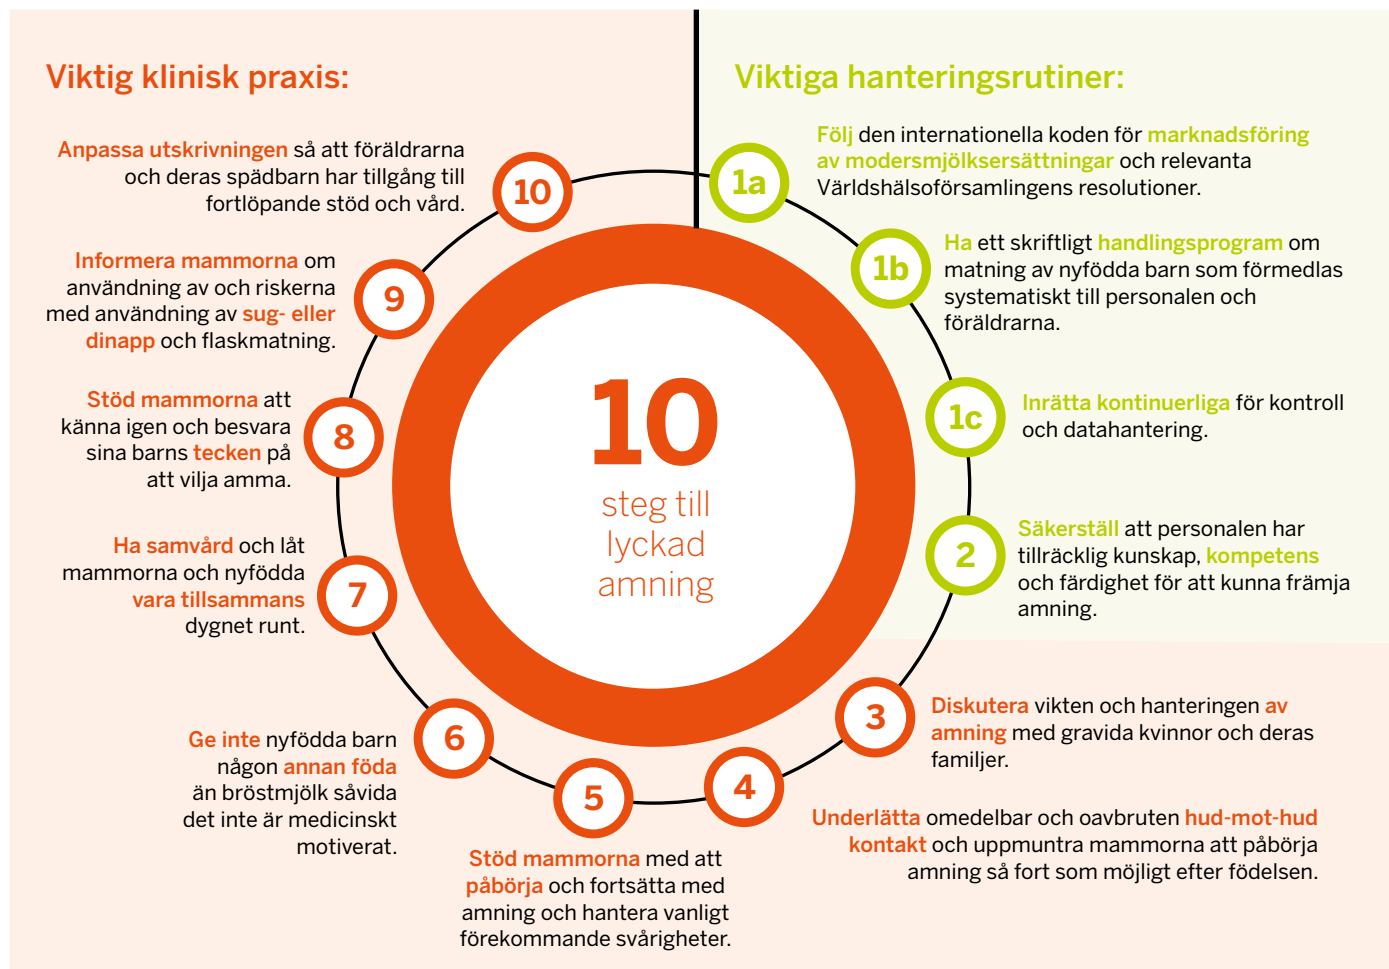 Viktig klinisk praxis:
Viktiga hanteringsrutiner:
10
steg till
lyckad
amning
1a
Följ den internationella koden för marknadsföring
av modersmjölksersättningar och relevanta
Världshälsoförsamlingens resolutioner.
1b
Ha ett skriftligt handlingsprogram om
matning av nyfödda barn som förmedlas
systematiskt till personalen och
föräldrarna.
1c
Inrätta kontinuerliga för kontroll
och datahantering.
2
Säkerställ att personalen har
tillräcklig kunskap, kompetens
och färdighet för att kunna främja
amning.
3
Diskutera vikten och hanteringen av
amning med gravida kvinnor och deras
familjer.
4
Underlätta omedelbar och oavbruten hud-mot-hud
kontakt och uppmuntra mammorna att påbörja
amning så fort som möjligt efter födelsen.
5
Stöd mammorna med att
påbörja och fortsätta med
amning och hantera vanligt
förekommande svårigheter.
6
Ge inte nyfödda barn
någon annan föda
än bröstmjölk såvida
det inte är medicinskt
motiverat.
7
Ha samvård och låt
mammorna och nyfödda
vara tillsammans
dygnet runt.
8
Stöd mammorna att
känna igen och besvara
sina barns tecken på
att vilja amma.
9
Informera mammorna om
användning av och riskerna
med användning av sug- eller
dinapp och flaskmatning.
10
Anpassa utskrivningen så att föräldrarna
och deras spädbarn har tillgång till
fortlöpande stöd och vård.